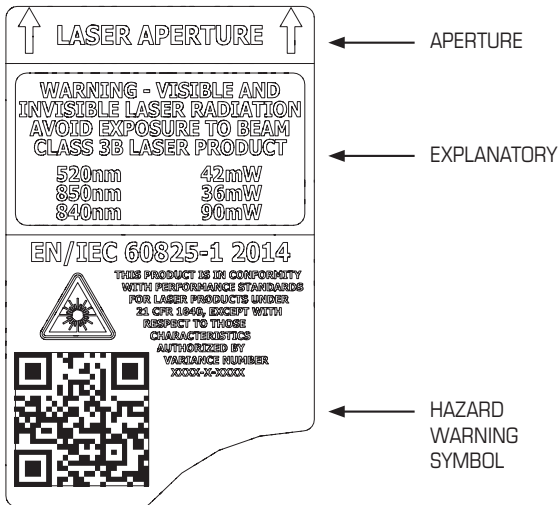 LASER APERTURE
APERTURE
WARNING - VISIBLE AND
INVISIBLE LASER RADIATION
AVOID EXPOSURE TO BEAM
CLASS 3B LASER PRODUCT
520nm 42mW
850nm 36mW
840nm 90mW
EXPLANATORY
EN/IEC 60825-1 2014
THIS PRODUCT IS IN CONFORMITY
WITH PERFORMANCE STANDARDS
FOR LASER PRODUCTS UNDER
21 CFR 1040, EXCEPT WITH
RESPECT TO THOSE
CHARACTERISTICS
AUTHORIZED BY
VARIANCE NUMBER
XXXX-X-XXXX
HAZARD
WARNING
SYMBOL